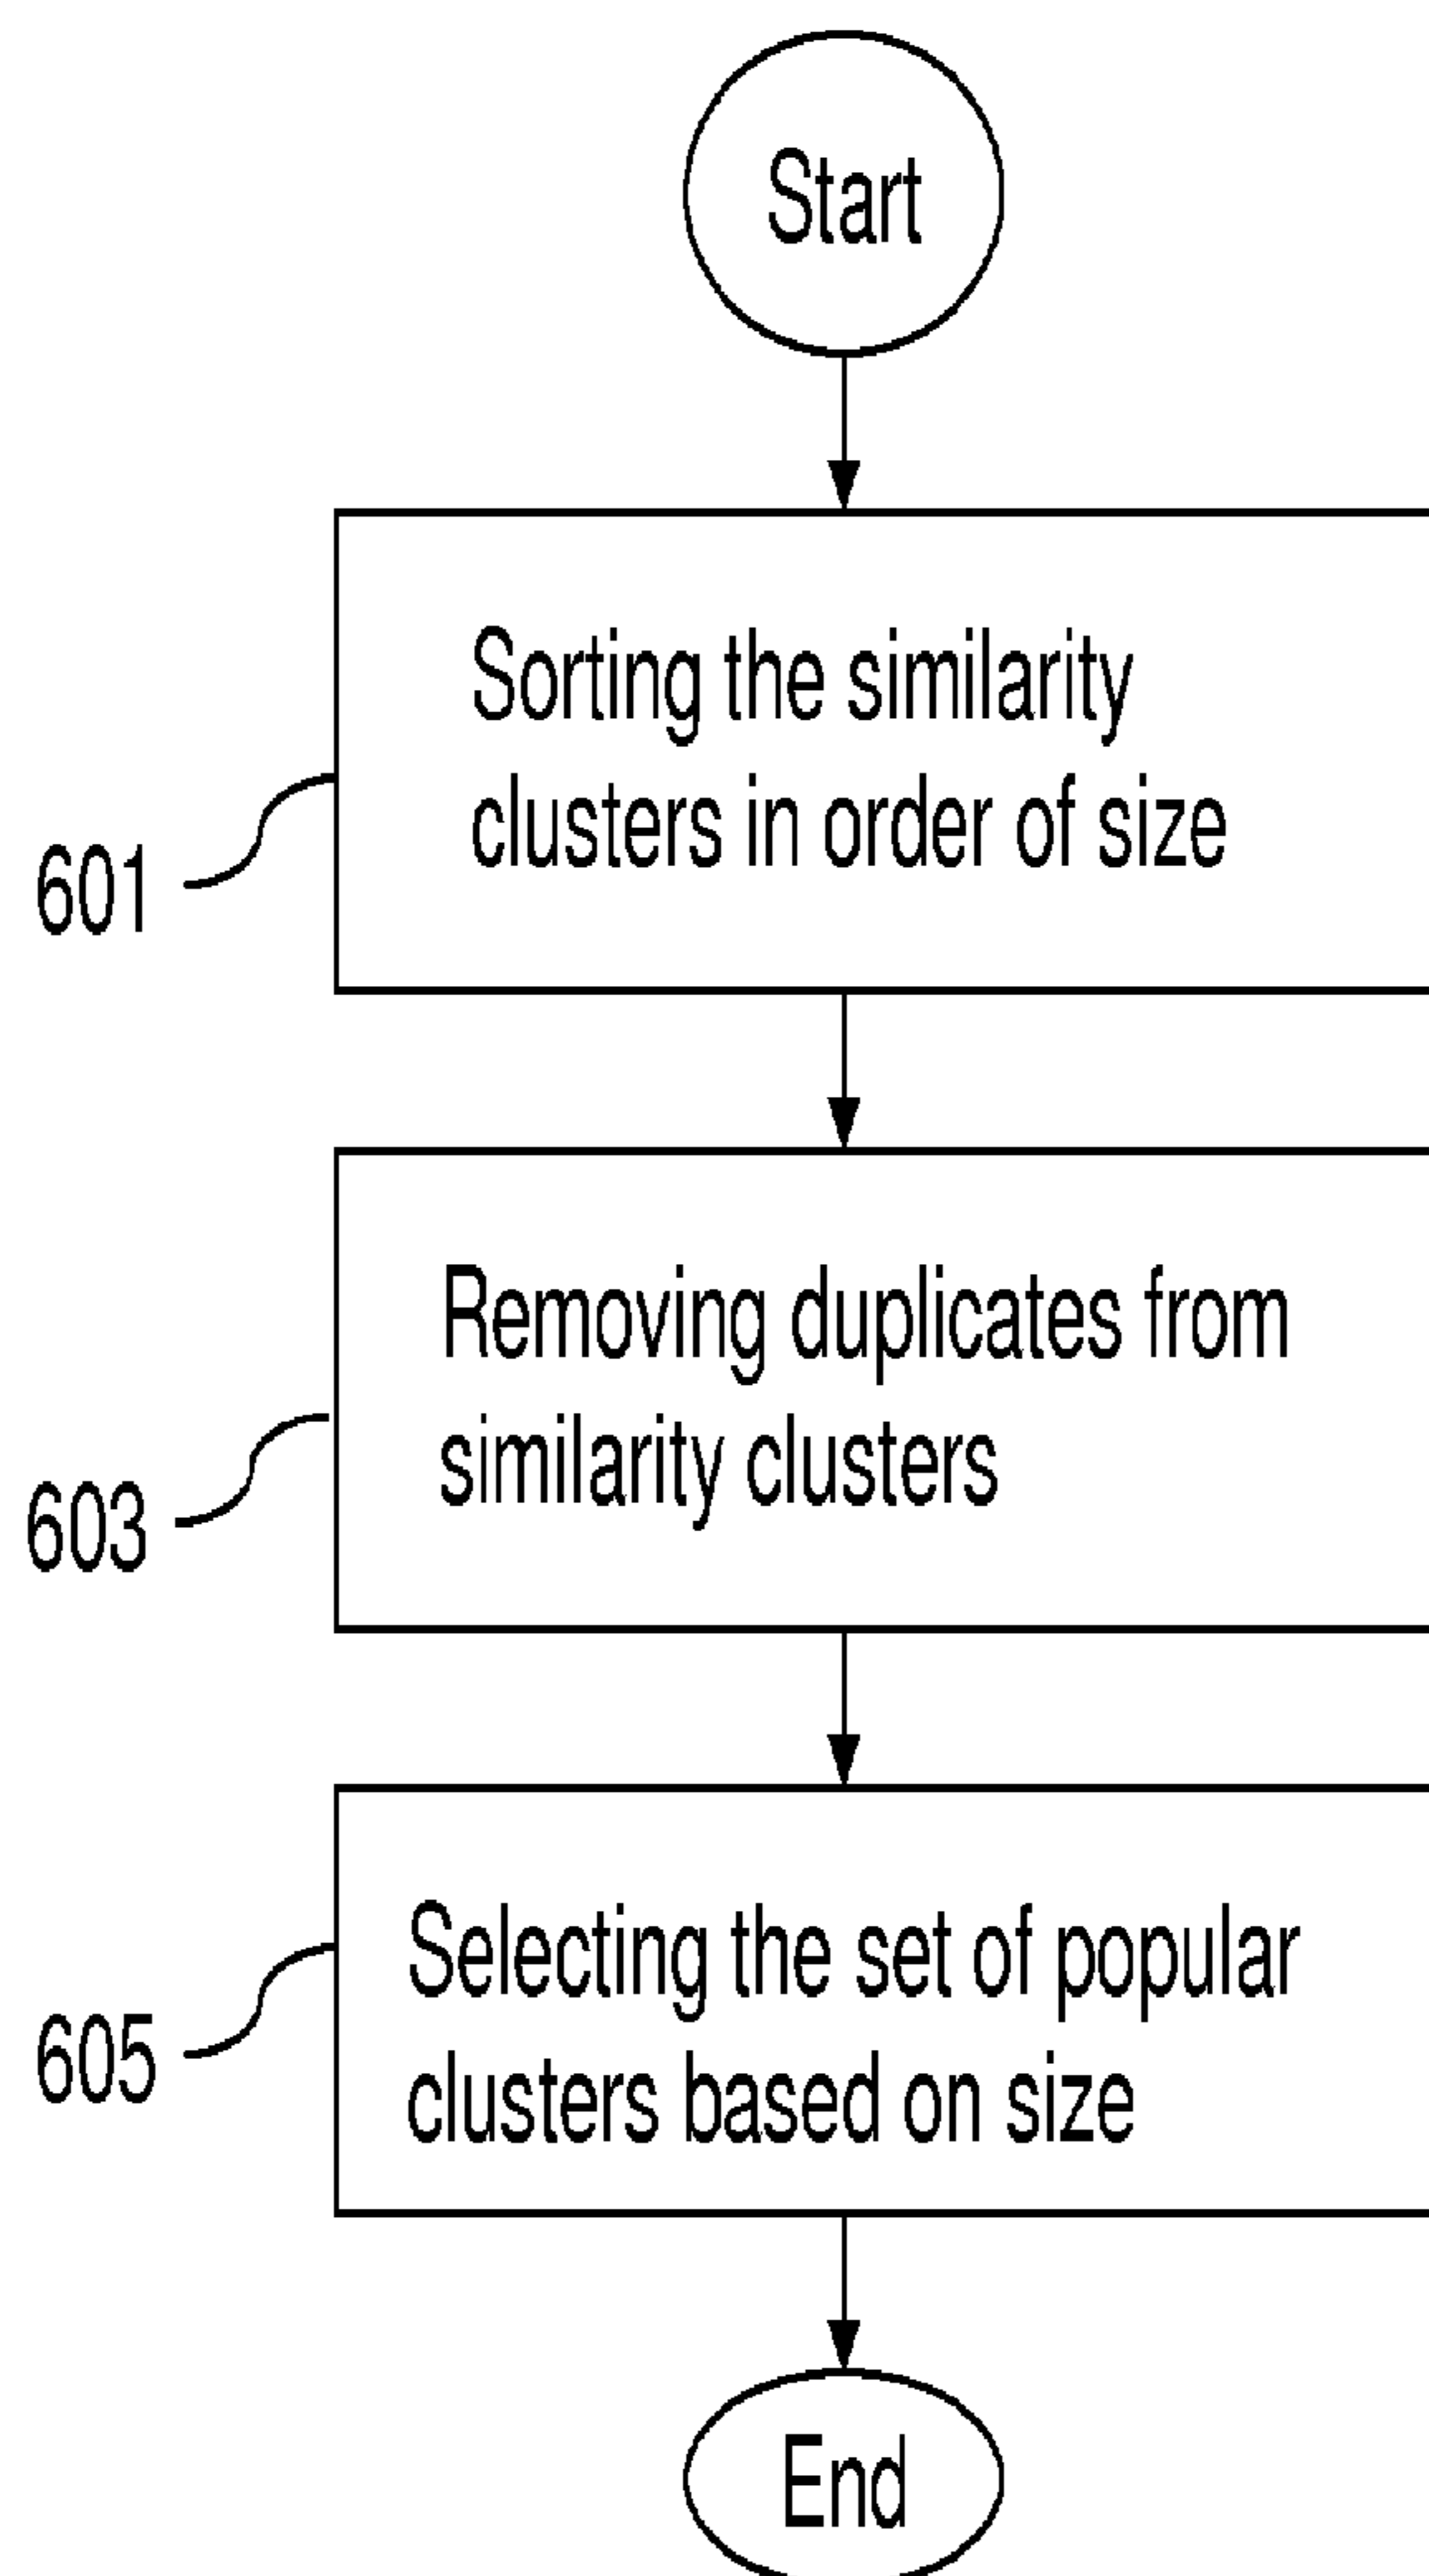 Start
Sorting the similarity
clusters in order of size
601
Removing duplicates from
similarity clusters
603
Selecting the set of popular
clusters based on size
605
End